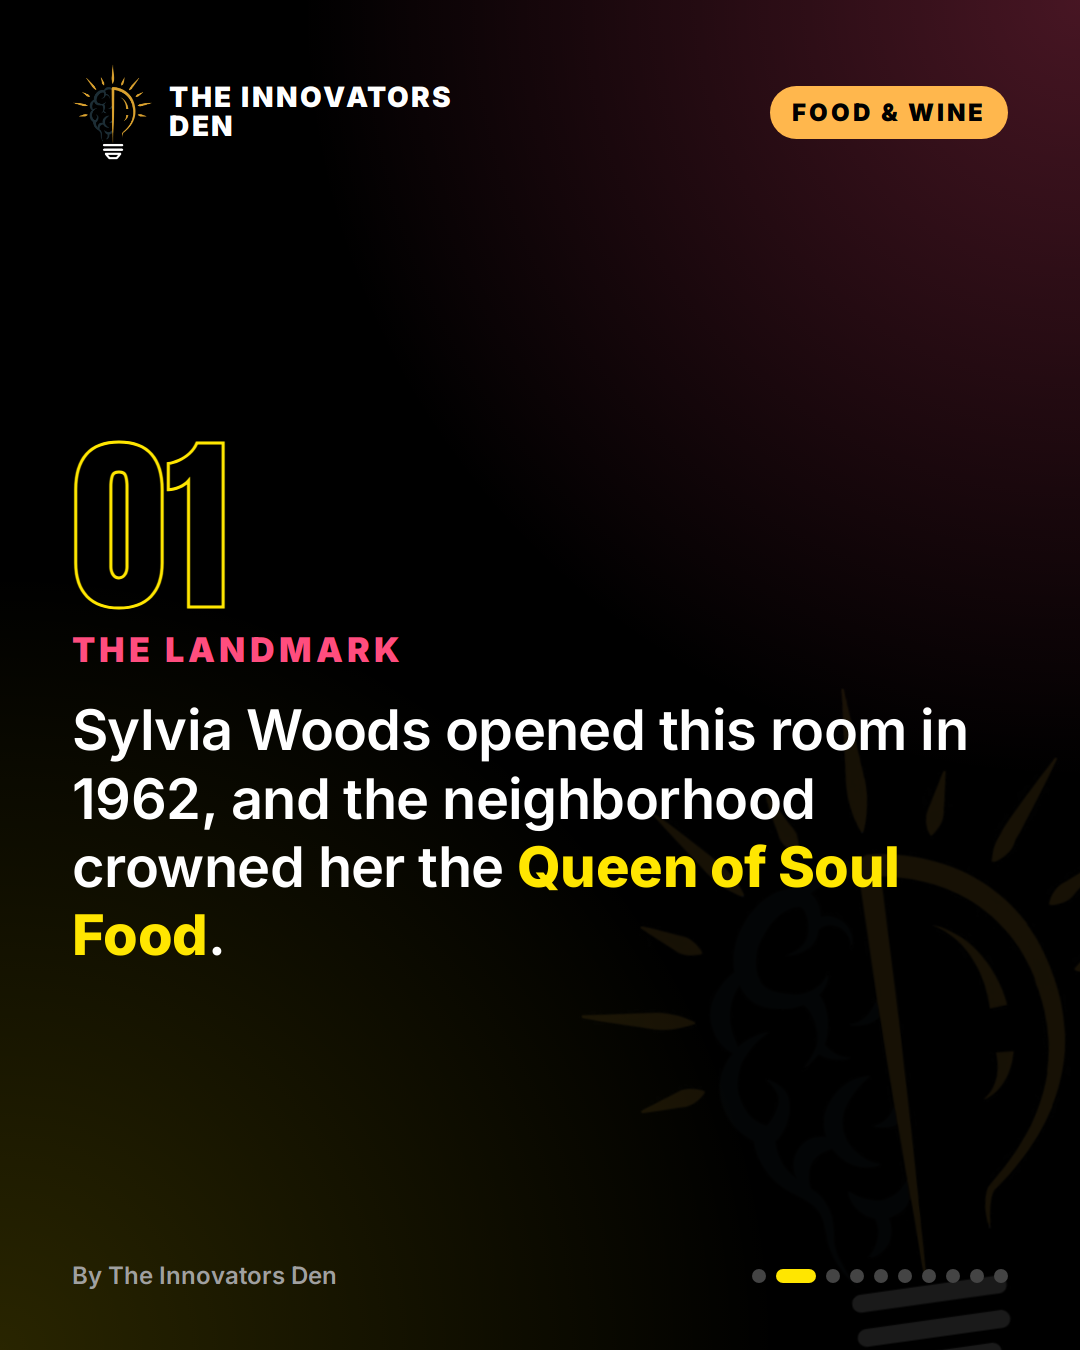 THE INNOVATORS
DEN
FOOD & WINE
01
THE LANDMARK
Sylvia Woods opened this room in
1962, and the neighborhood
crowned her the Queen of Soul
Food.
By The Innovators Den